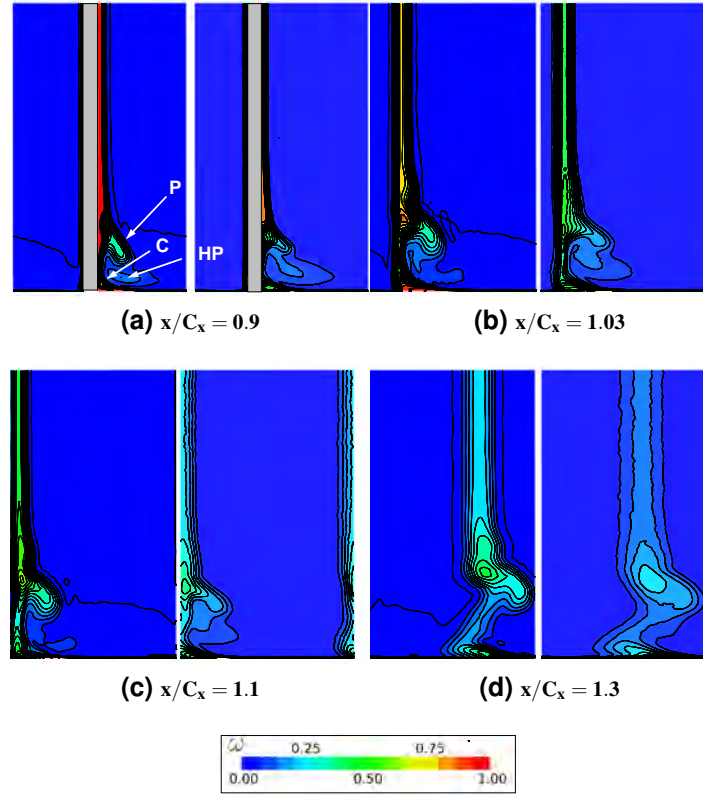 P
C
HP
(a) x/Cₓ = 0.9
(b) x/Cₓ = 1.03
(c) x/Cₓ = 1.1
(d) x/Cₓ = 1.3
ω 0.25 0.75
0.00 0.50 1.00